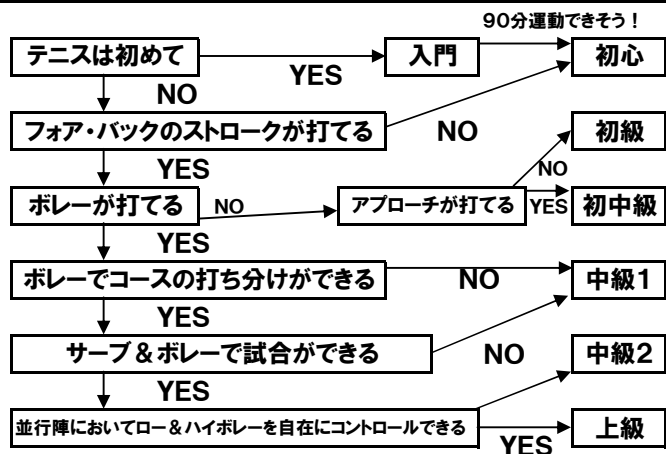 90分運動できそう！
テニスは初めて YES 入門 初心
NO
フォア・バックのストロークが打てる NO 初級
YES NO
ボレーが打てる NO アプローチが打てる YES 初中級
YES
ボレーでコースの打ち分けができる NO 中級1
YES
サーブ＆ボレーで試合ができる NO 中級2
YES
並行陣においてロー＆ハイボレーを自在にコントロールできる YES 上級